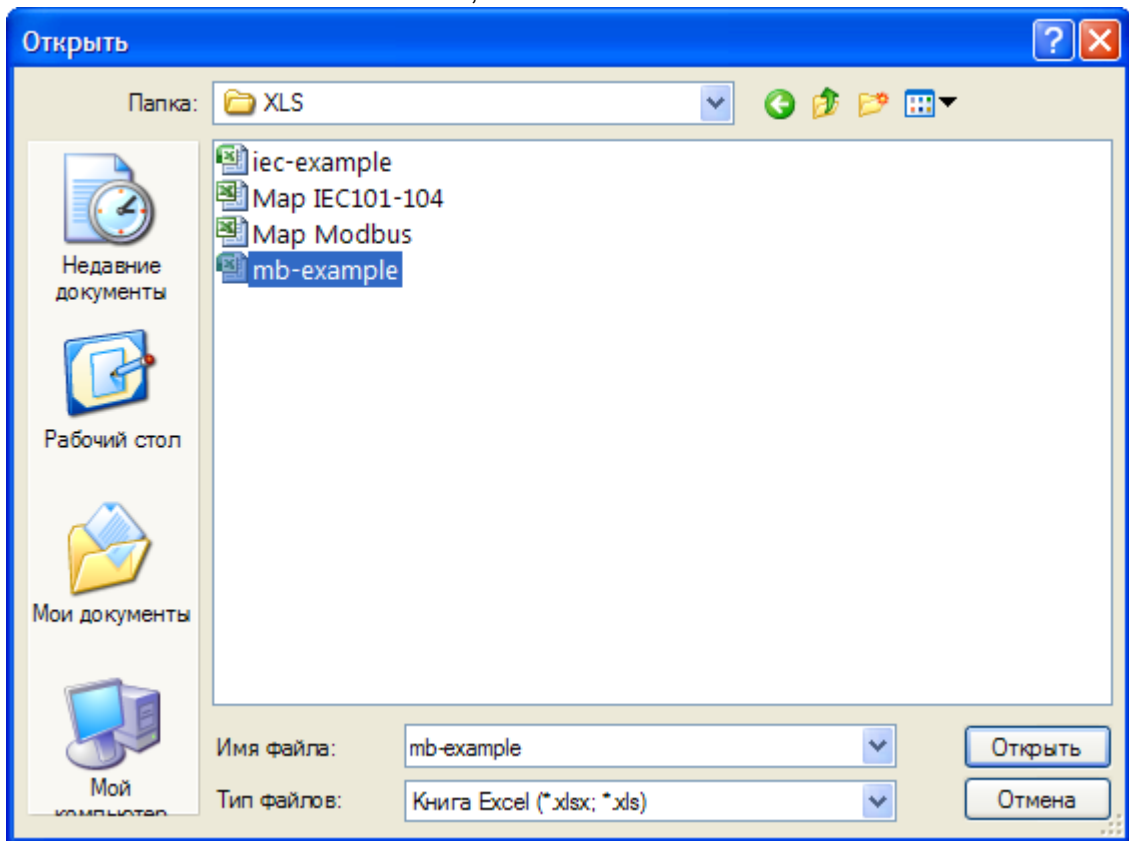 Открыть
Папка: XLS
iec-example
Map IEC101-104
Map Modbus
mb-example
Недавние
документы
Рабочий стол
Мои документы
Мой
компьютер
Имя файла: mb-example Открыть
Тип файлов: Книга Excel (*.xlsx; *.xls) Отмена